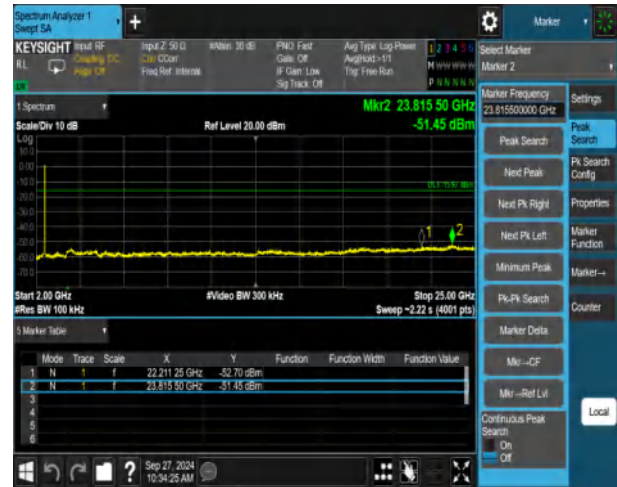 Spectrum Analyzer 1
Swept SA
+
Marker
KEYSIGHT
RL
Input: RF
Coupling: DC
Align: Off
Input Z: 50 Ω
Corr: CCorr
Freq Ref: Internal
#Atten: 30 dB
PNO: Fast
Gate: Off
IF Gain: Low
Sig Track: Off
Avg Type: Log-Power
Avg|Hold:>1/1
Trig: Free Run
1 2 3 4 5 6
M W W W W W
P N N N N N
Select Marker
Marker 2
1 Spectrum
Scale/Div 10 dB
Ref Level 20.00 dBm
Mkr2 23.815 50 GHz
-51.45 dBm
Log
10.0
0.00
-10.0
-20.0
-30.0
-40.0
-50.0
-60.0
-70.0
DL1 -15.97 dBm
1
2
Start 2.00 GHz
#Video BW 300 kHz
Stop 25.00 GHz
#Res BW 100 kHz
Sweep ~2.22 s (4001 pts)
5 Marker Table
Mode Trace Scale X Y Function Function Width Function Value
1 N 1 f 22.211 25 GHz -52.70 dBm
2 N 1 f 23.815 50 GHz -51.45 dBm
3
4
5
6
Marker Frequency
23.815500000 GHz
Peak Search
Next Peak
Next Pk Right
Next Pk Left
Minimum Peak
Pk-Pk Search
Marker Delta
Mkr→CF
Mkr→Ref Lvl
Continuous Peak
Search
On
Off
Settings
Peak
Search
Pk Search
Config
Properties
Marker
Function
Marker→
Counter
Local
?
Sep 27, 2024
10:34:25 AM